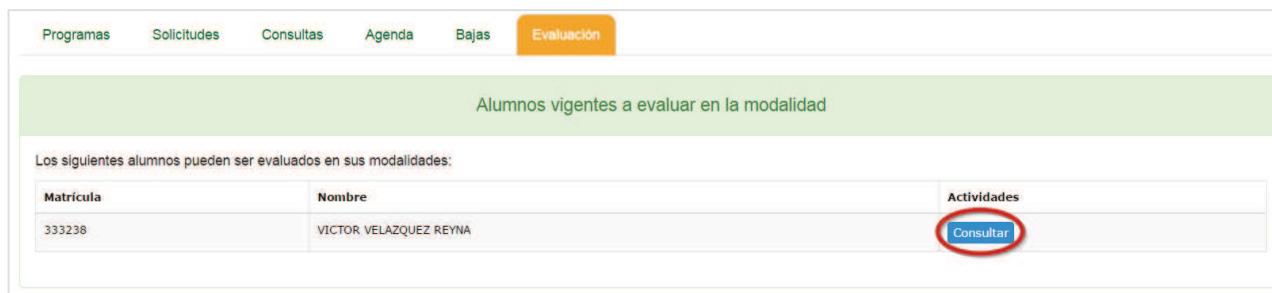 Programas Solicitudes Consultas Agenda Bajas Evaluación
Alumnos vigentes a evaluar en la modalidad
Los siguientes alumnos pueden ser evaluados en sus modalidades:
Matrícula Nombre Actividades
333238 VICTOR VELAZQUEZ REYNA Consultar